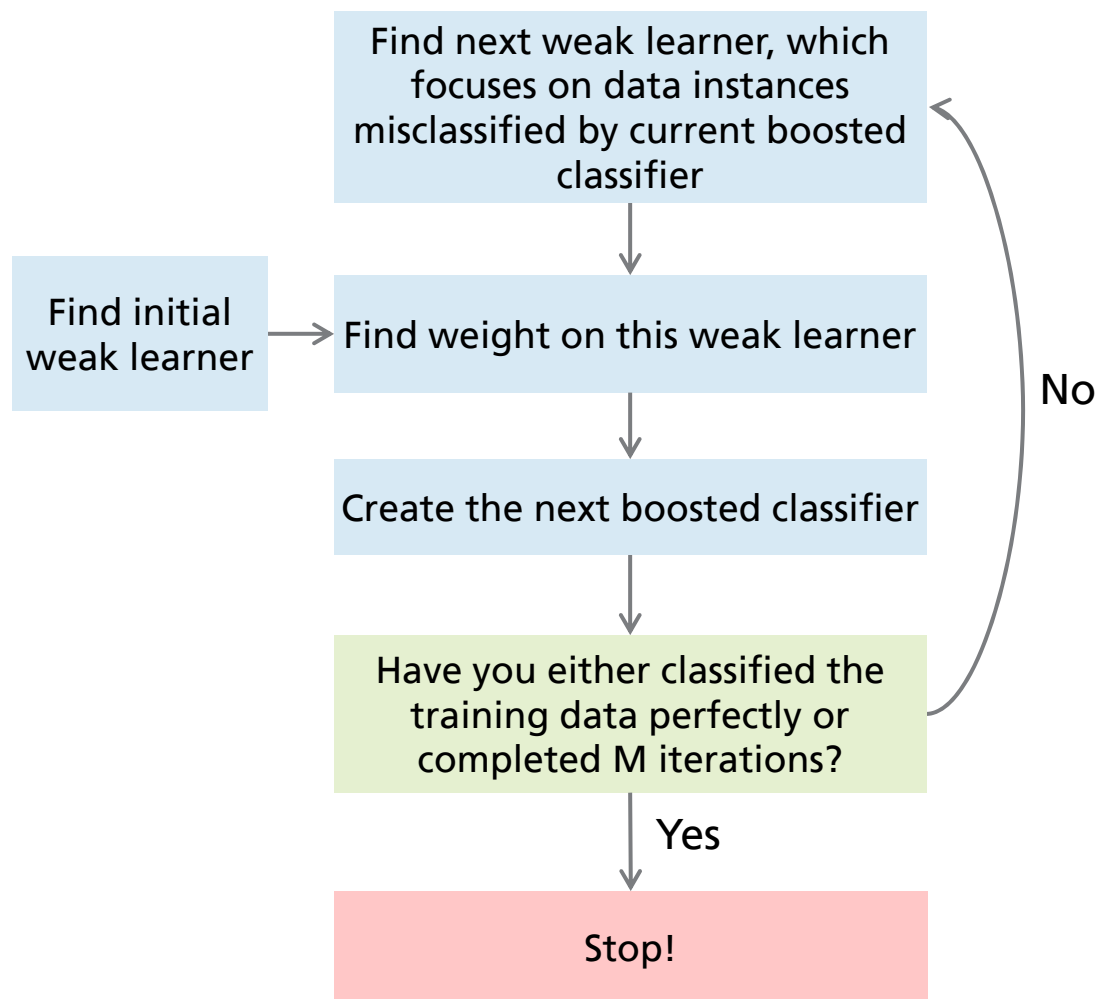 Find next weak learner, which
focuses on data instances
misclassified by current boosted
classifier
Find initial
weak learner
Find weight on this weak learner
No
Create the next boosted classifier
Have you either classified the
training data perfectly or
completed M iterations?
Yes
Stop!